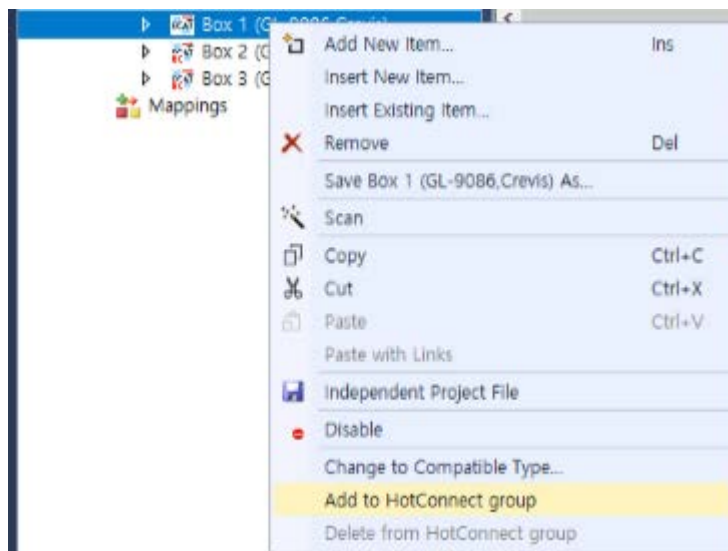 Box 1 (GL-9086,Crevis)
Box 2 (C
Box 3 (G
Mappings
Add New Item... Ins
Insert New Item...
Insert Existing Item...
Remove Del
Save Box 1 (GL-9086,Crevis) As...
Scan
Copy Ctrl+C
Cut Ctrl+X
Paste Ctrl+V
Paste with Links
Independent Project File
Disable
Change to Compatible Type...
Add to HotConnect group
Delete from HotConnect group